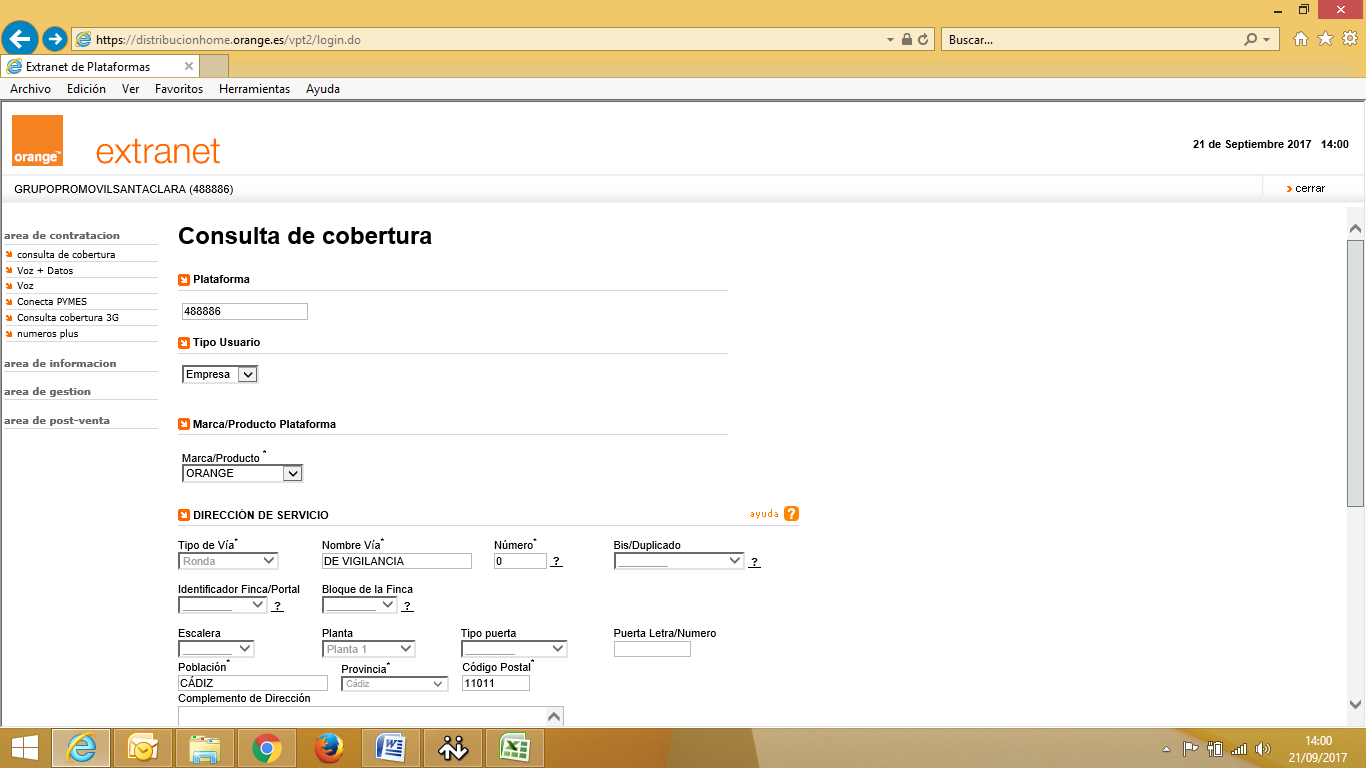 https://distribucionhome.orange.es/vpt2/login.do
Buscar...
Extranet de Plataformas
Archivo Edición Ver Favoritos Herramientas Ayuda
orange™
extranet
21 de Septiembre 2017 14:00
GRUPOPROMOVILSANTACLARA (488886)
cerrar
area de contratacion
consulta de cobertura
Voz + Datos
Voz
Conecta PYMES
Consulta cobertura 3G
numeros plus
area de informacion
area de gestion
area de post-venta
Consulta de cobertura
Plataforma
488886
Tipo Usuario
Empresa
Marca/Producto Plataforma
Marca/Producto *
ORANGE
DIRECCIÓN DE SERVICIO
ayuda ?
Tipo de Vía* Nombre Vía* Número* Bis/Duplicado
Ronda DE VIGILANCIA 0 ? ________ ?
Identificador Finca/Portal Bloque de la Finca
________ ? ________ ?
Escalera Planta Tipo puerta Puerta Letra/Numero
________ Planta 1 ________
Población* Provincia* Código Postal*
CÁDIZ Cádiz 11011
Complemento de Dirección
14:00
21/09/2017